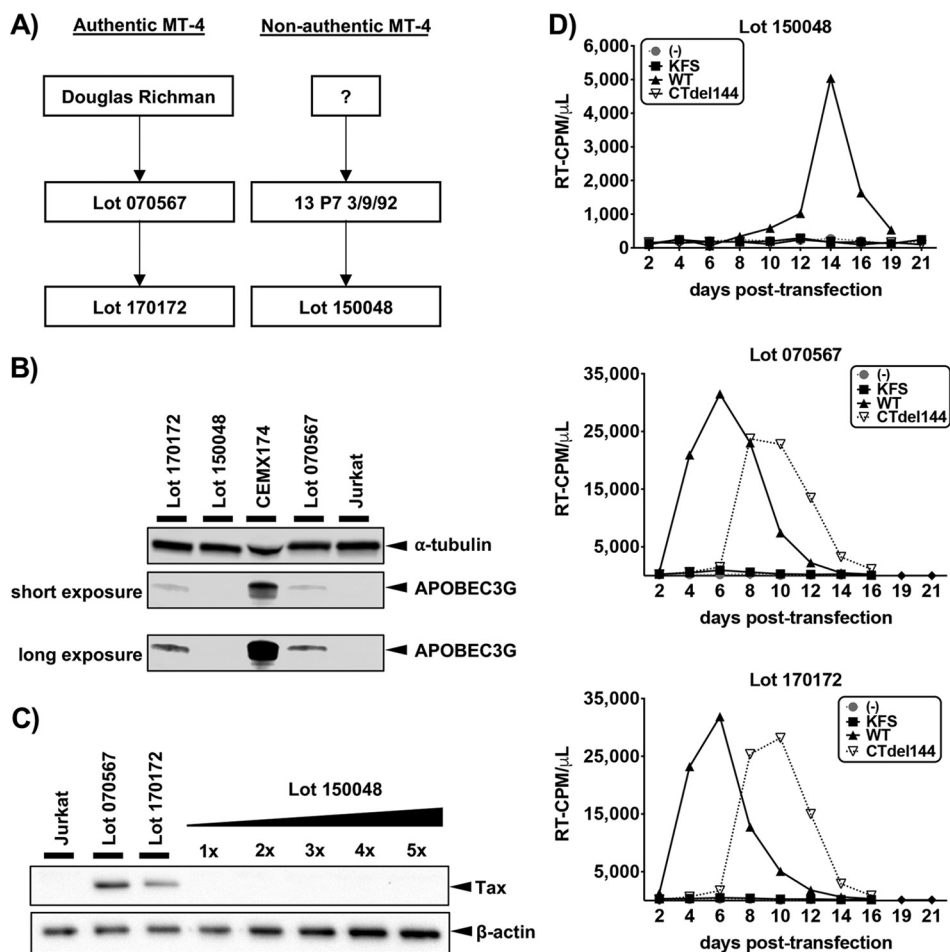 A)
Authentic MT-4
Non-authentic MT-4
Douglas Richman
?
Lot 070567
13 P7 3/9/92
Lot 170172
Lot 150048
B)
Lot 170172
Lot 150048
CEMX174
Lot 070567
Jurkat
α-tubulin
short exposure
APOBEC3G
long exposure
APOBEC3G
C)
Jurkat
Lot 070567
Lot 170172
Lot 150048
1x 2x 3x 4x 5x
Tax
β-actin
D)
Lot 150048
(-)
KFS
WT
CTdel144
RT-CPM/µL
6,000
5,000
4,000
3,000
2,000
1,000
0
2 4 6 8 10 12 14 16 19 21
days post-transfection
Lot 070567
(-)
KFS
WT
CTdel144
RT-CPM/µL
35,000
25,000
15,000
5,000
2 4 6 8 10 12 14 16 19 21
days post-transfection
Lot 170172
(-)
KFS
WT
CTdel144
RT-CPM/µL
35,000
25,000
15,000
5,000
2 4 6 8 10 12 14 16 19 21
days post-transfection